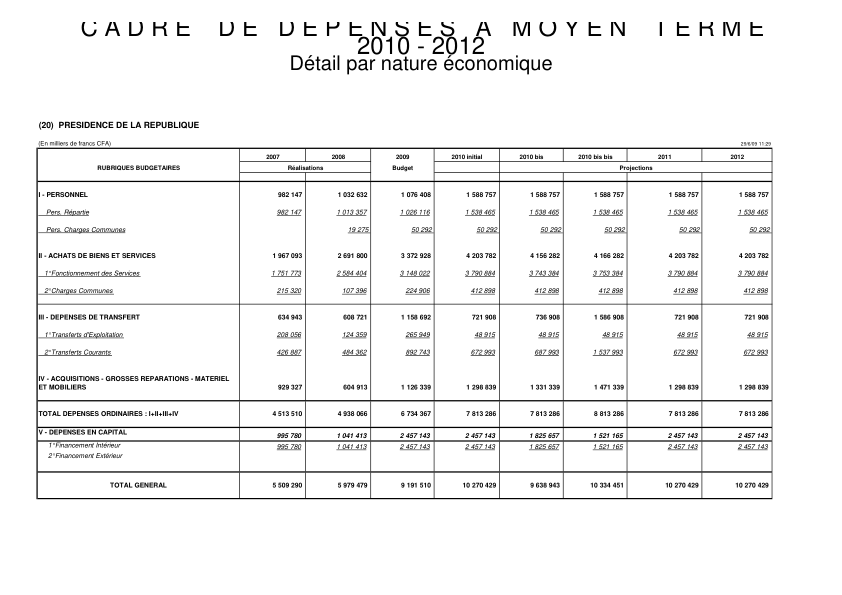 CADRE DE DEPENSES A MOYEN TERME
2010 - 2012
Détail par nature économique
(20) PRESIDENCE DE LA REPUBLIQUE
(En milliers de francs CFA) 29/6/09 11:29
RUBRIQUES BUDGETAIRES 2007 2008 2009 2010 initial 2010 bis 2010 bis bis 2011 2012
Réalisations Budget Projections
I - PERSONNEL 982 147 1 032 632 1 076 408 1 588 757 1 588 757 1 588 757 1 588 757 1 588 757
Pers. Répartie 982 147 1 013 357 1 026 116 1 538 465 1 538 465 1 538 465 1 538 465 1 538 465
Pers. Charges Communes 19 275 50 292 50 292 50 292 50 292 50 292 50 292
II - ACHATS DE BIENS ET SERVICES 1 967 093 2 691 800 3 372 928 4 203 782 4 156 282 4 166 282 4 203 782 4 203 782
1°Fonctionnement des Services 1 751 773 2 584 404 3 148 022 3 790 884 3 743 384 3 753 384 3 790 884 3 790 884
2°Charges Communes 215 320 107 396 224 906 412 898 412 898 412 898 412 898 412 898
III - DEPENSES DE TRANSFERT 634 943 608 721 1 158 692 721 908 736 908 1 586 908 721 908 721 908
1°Transferts d'Exploitation 208 056 124 359 265 949 48 915 48 915 48 915 48 915 48 915
2°Transferts Courants 426 887 484 362 892 743 672 993 687 993 1 537 993 672 993 672 993
IV - ACQUISITIONS - GROSSES REPARATIONS - MATERIEL
ET MOBILIERS 929 327 604 913 1 126 339 1 298 839 1 331 339 1 471 339 1 298 839 1 298 839
TOTAL DEPENSES ORDINAIRES : I+II+III+IV 4 513 510 4 938 066 6 734 367 7 813 286 7 813 286 8 813 286 7 813 286 7 813 286
V - DEPENSES EN CAPITAL 995 780 1 041 413 2 457 143 2 457 143 1 825 657 1 521 165 2 457 143 2 457 143
1°Financement Intérieur 995 780 1 041 413 2 457 143 2 457 143 1 825 657 1 521 165 2 457 143 2 457 143
2°Financement Extérieur
TOTAL GENERAL 5 509 290 5 979 479 9 191 510 10 270 429 9 638 943 10 334 451 10 270 429 10 270 429